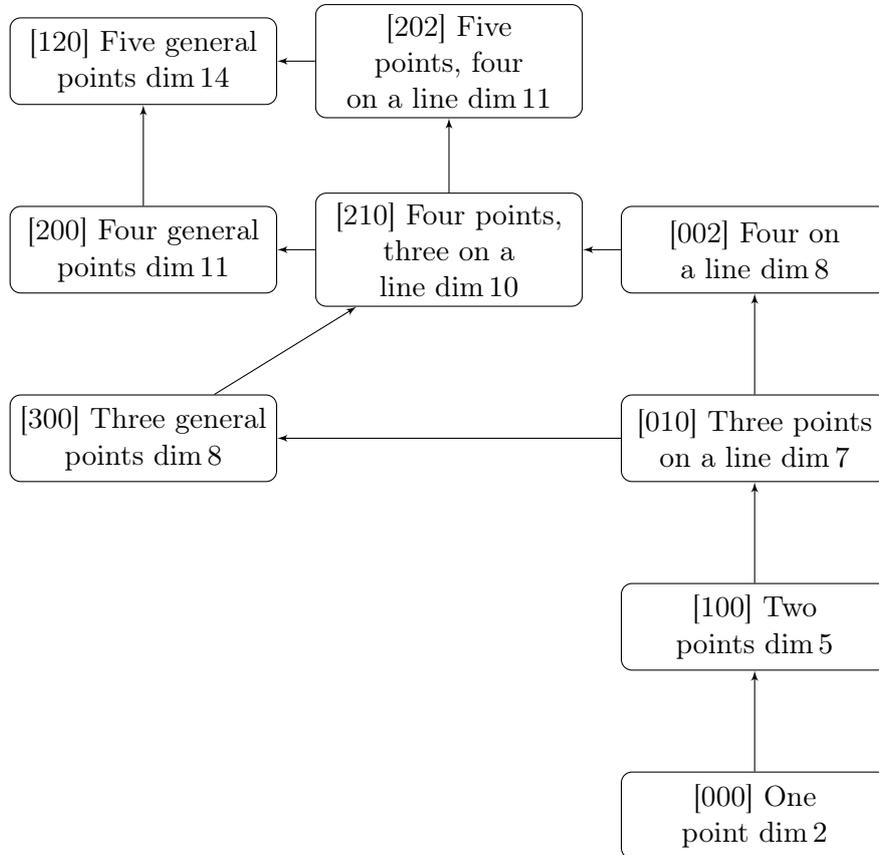 [120] Five general
points dim 14
[202] Five
points, four
on a line dim 11
[200] Four general
points dim 11
[210] Four points,
three on a
line dim 10
[002] Four on
a line dim 8
[300] Three general
points dim 8
[010] Three points
on a line dim 7
[100] Two
points dim 5
[000] One
point dim 2